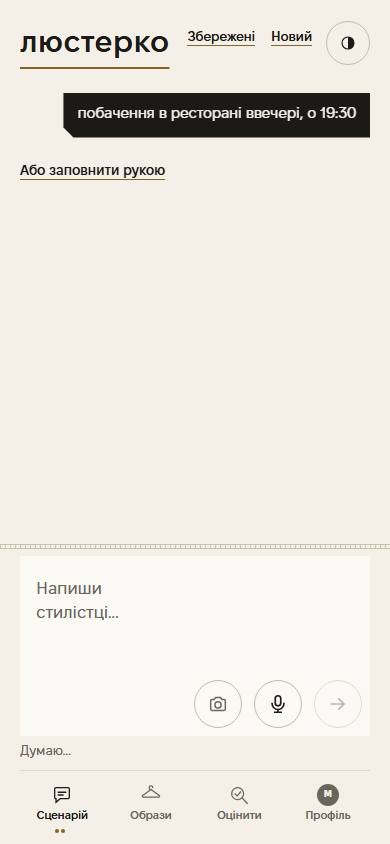 люстерко
Збережені
Новий
побачення в ресторані ввечері, о 19:30
Або заповнити рукою
Напиши
стилістці...
Думаю...
Сценарій
Образи
Оцінити
М
Профіль